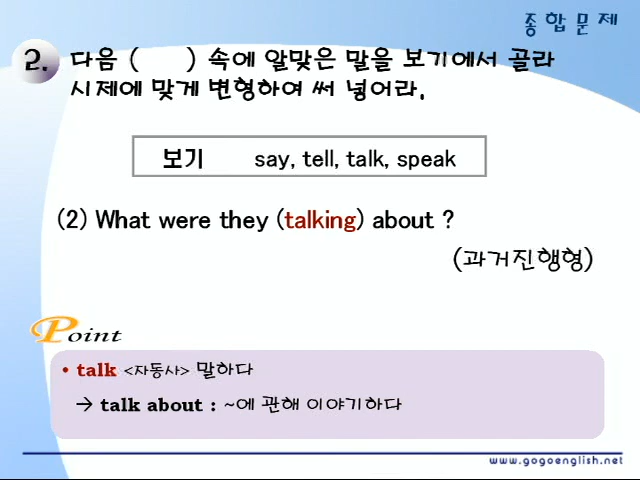 종합문제
2. 다음 (    ) 속에 알맞은 말을 보기에서 골라
시제에 맞게 변형하여 써 넣어라.
보기 say, tell, talk, speak
(2) What were they (talking) about ?
(과거진행형)
Point
• talk <자동사> 말하다
→ talk about : ~에 관해 이야기하다
www.gogoenglish.net